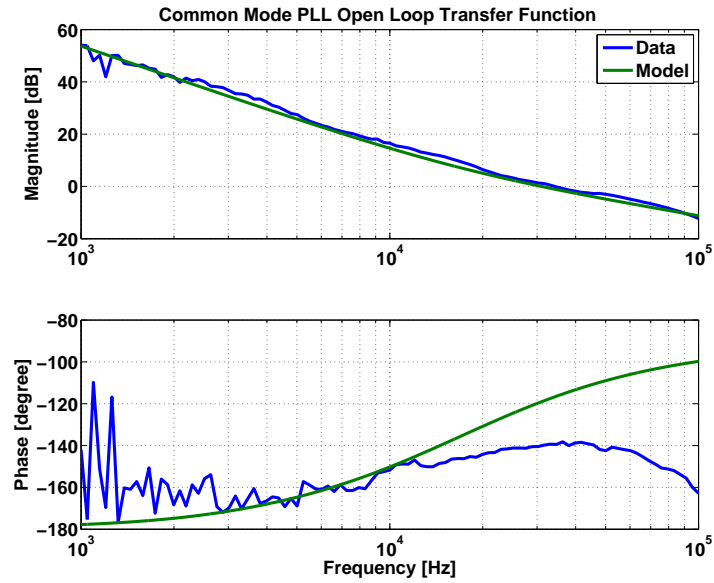 Common Mode PLL Open Loop Transfer Function
Magnitude [dB]
60
40
20
0
−20
10^3
10^4
10^5
Data
Model
Phase [degree]
−80
−100
−120
−140
−160
−180
10^3
10^4
10^5
Frequency [Hz]